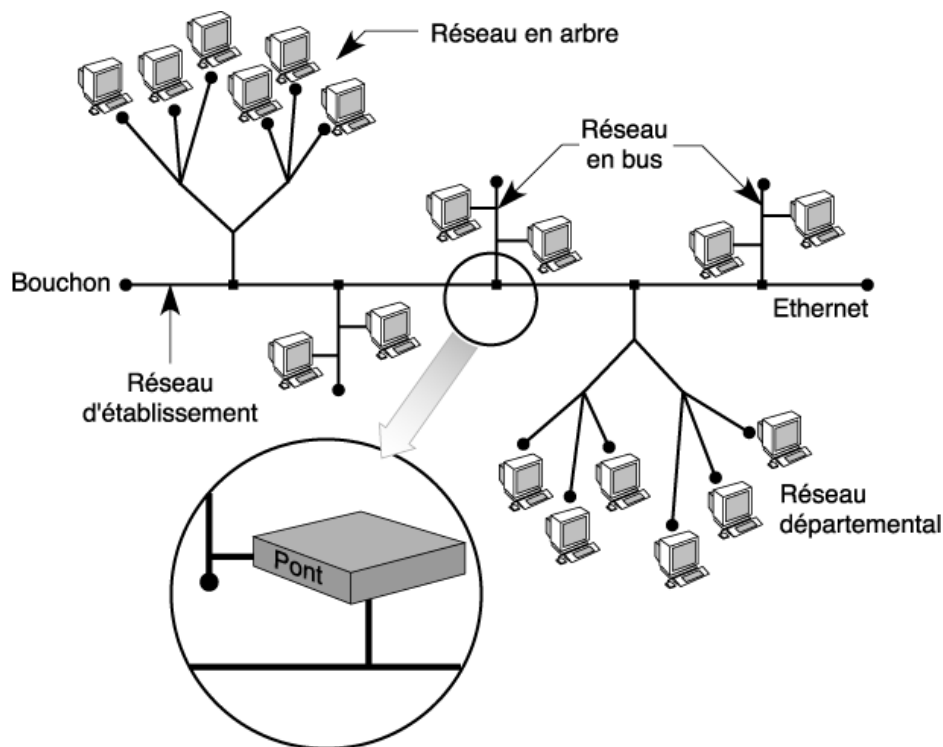 Réseau en arbre
Réseau
en bus
Bouchon
Ethernet
Réseau
d'établissement
Réseau
départemental
Pont